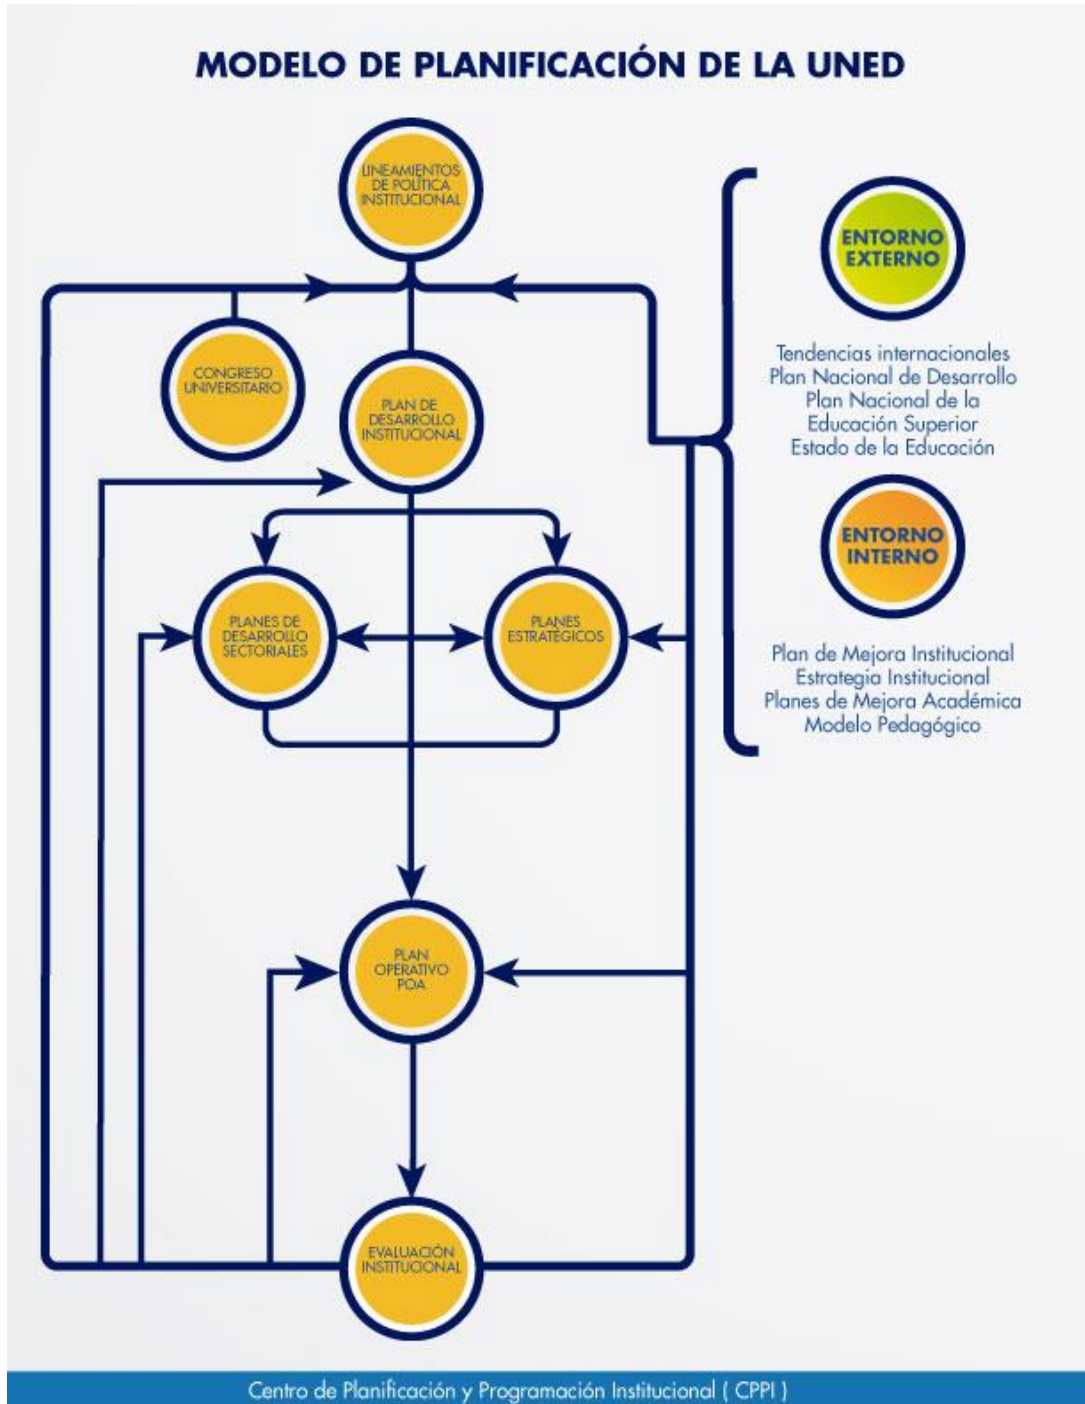 MODELO DE PLANIFICACIÓN DE LA UNED
LINEAMIENTOS
DE POLÍTICA
INSTITUCIONAL
ENTORNO
EXTERNO
Tendencias internacionales
Plan Nacional de Desarrollo
Plan Nacional de la
Educación Superior
Estado de la Educación
CONGRESO
UNIVERSITARIO
PLAN DE
DESARROLLO
INSTITUCIONAL
ENTORNO
INTERNO
Plan de Mejora Institucional
Estrategia Institucional
Planes de Mejora Académica
Modelo Pedagógico
PLANES DE
DESARROLLO
SECTORIALES
PLANES
ESTRATÉGICOS
PLAN
OPERATIVO
POA
EVALUACIÓN
INSTITUCIONAL
Centro de Planificación y Programación Institucional ( CPPI )